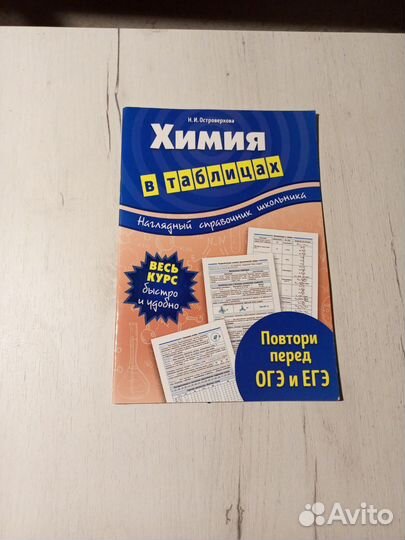 Н. И. Островерхова
Химия
в таблицах
Наглядный справочник школьника
ВЕСЬ
КУРС
быстро
и удобно
Повтори
перед
ОГЭ и ЕГЭ
Avito